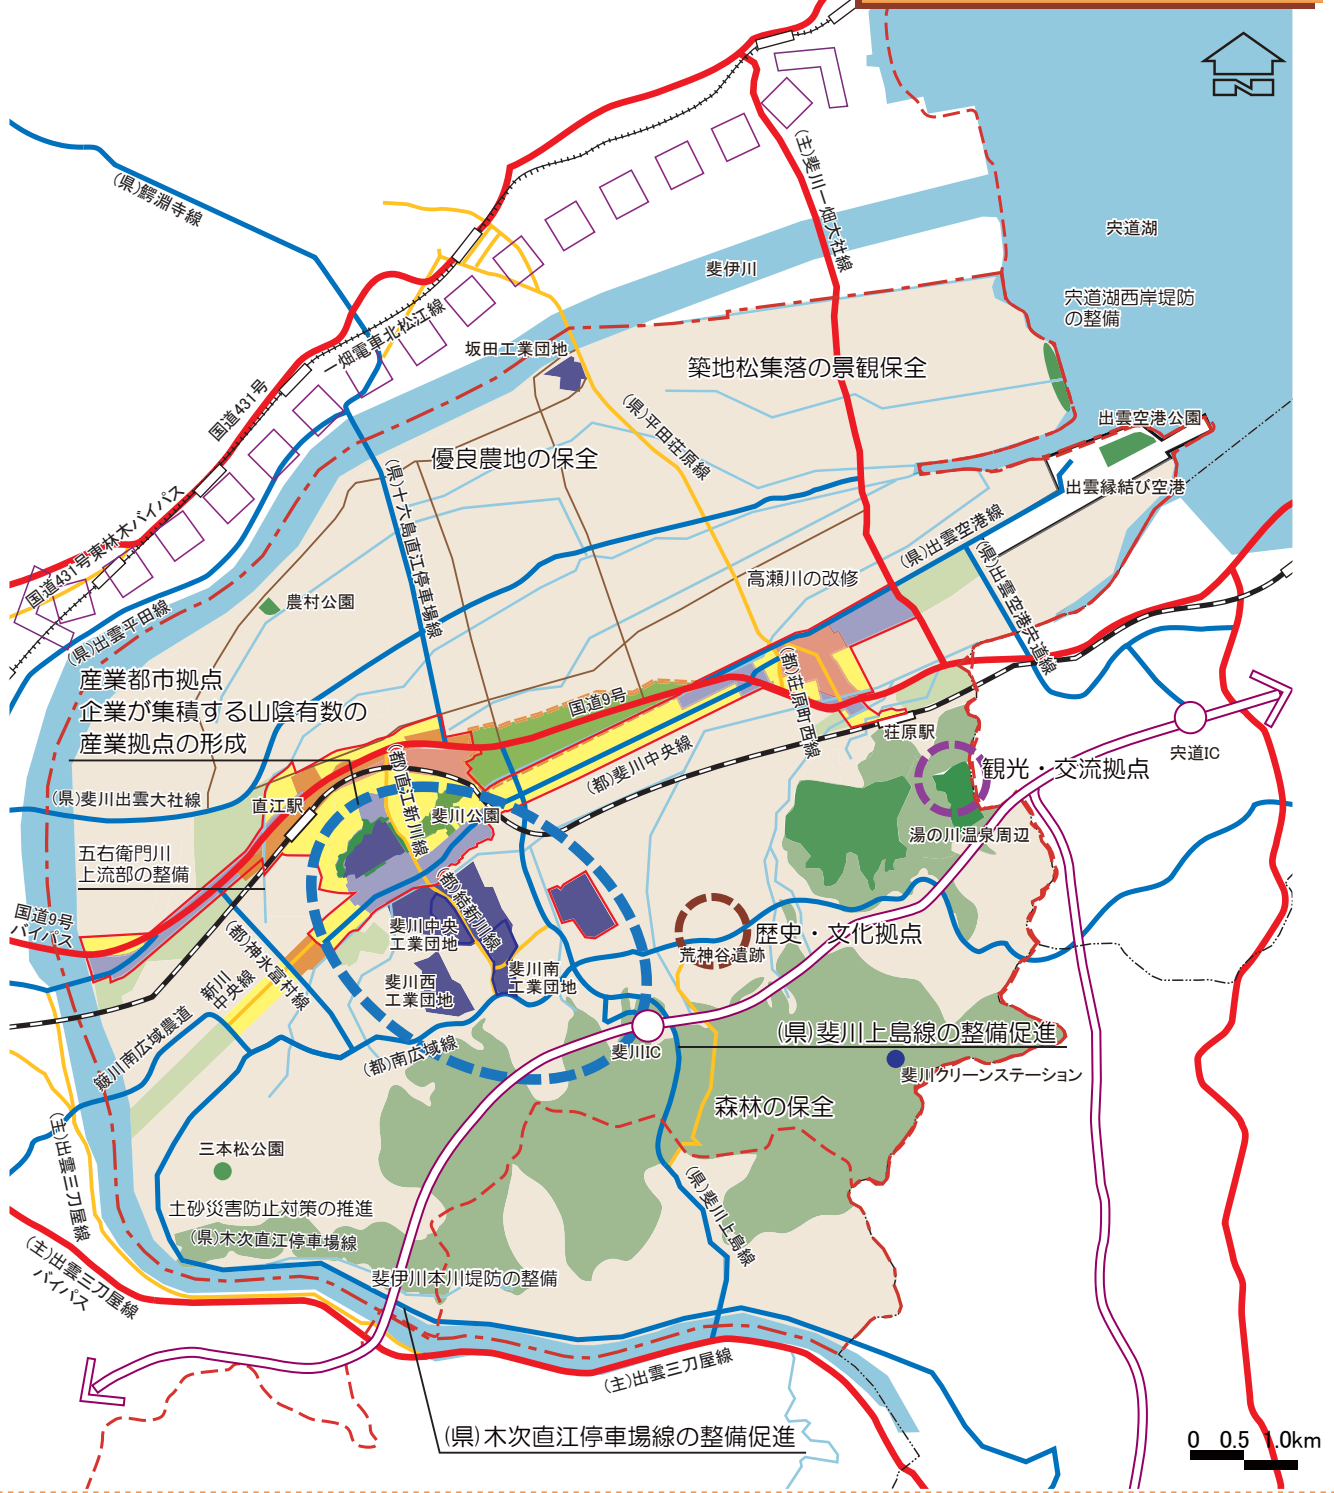 (県)鰐淵寺線
(主)斐川一畑大社線
宍道湖
斐伊川
宍道湖西岸堤防
の整備
一畑電車北松江線
坂田工業団地
築地松集落の景観保全
国道431号
(県)平田荘原線
出雲空港公園
優良農地の保全
(県)十六島直江停車場線
出雲縁結び空港
国道431号東林木バイパス
(県)出雲空港線
高瀬川の改修
(県)出雲空港宍道線
農村公園
(県)出雲平田線
産業都市拠点
企業が集積する山陰有数の
産業拠点の形成
国道9号
(都)荘原町西線
荘原駅
宍道IC
(都)斐川中央線
(都)直江新川線
観光・交流拠点
(県)斐川出雲大社線
直江駅
斐川公園
湯の川温泉周辺
五右衛門川
上流部の整備
(都)結新川線
国道9号
バイパス
(都)神氷富村線
斐川中央
工業団地
歴史・文化拠点
荒神谷遺跡
新川
中央線
斐川西
工業団地
斐川南
工業団地
簸川南広域農道
(都)南広域線
斐川IC
(県)斐川上島線の整備促進
斐川クリーンステーション
森林の保全
(主)出雲三刀屋線
三本松公園
(県)斐川上島線
土砂災害防止対策の推進
(県)木次直江停車場線
(主)出雲三刀屋線
バイパス
斐伊川本川堤防の整備
(主)出雲三刀屋線
(県)木次直江停車場線の整備促進
0 0.5 1.0km